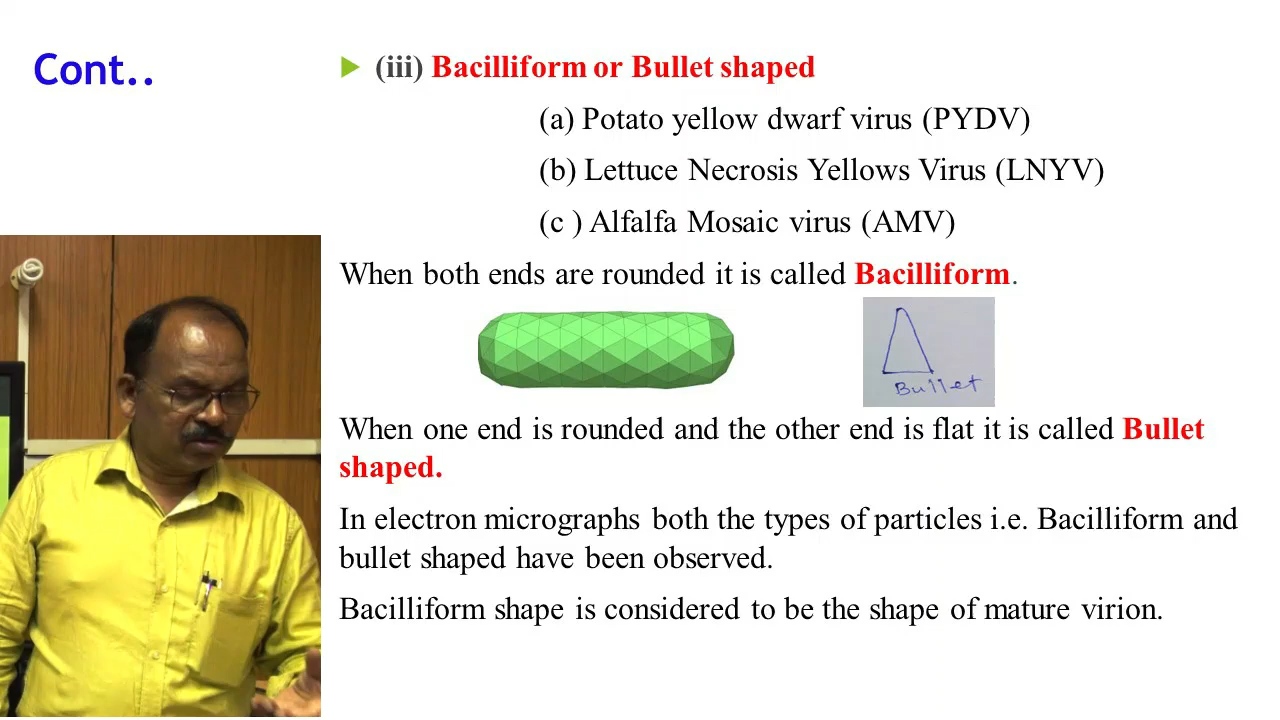 Cont..
(iii) Bacilliform or Bullet shaped
(a) Potato yellow dwarf virus (PYDV)
(b) Lettuce Necrosis Yellows Virus (LNYV)
(c ) Alfalfa Mosaic virus (AMV)
When both ends are rounded it is called Bacilliform.
Bullet
When one end is rounded and the other end is flat it is called Bullet
shaped.
In electron micrographs both the types of particles i.e. Bacilliform and
bullet shaped have been observed.
Bacilliform shape is considered to be the shape of mature virion.